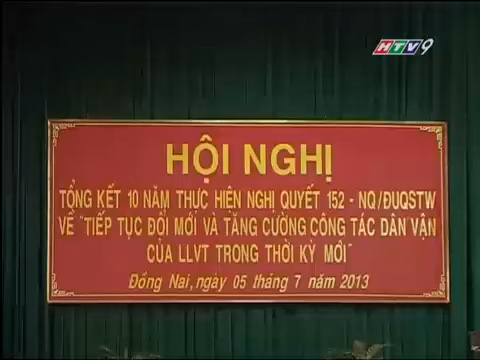 HTV9
HỘI NGHỊ
TỔNG KẾT 10 NĂM THỰC HIỆN NGHỊ QUYẾT 152 - NQ/ĐUQSTW
VỀ "TIẾP TỤC ĐỔI MỚI VÀ TĂNG CƯỜNG CÔNG TÁC DÂN VẬN
CỦA LLVT TRONG THỜI KỲ MỚI"
Đồng Nai, ngày 05 tháng 7 năm 2013